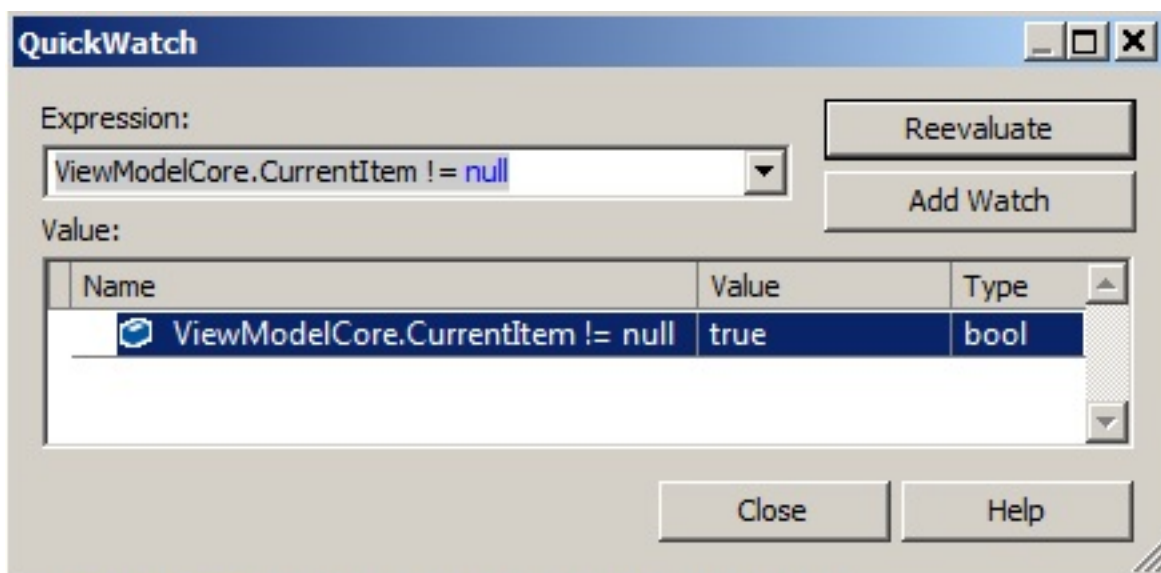 QuickWatch
Expression:
Reevaluate
ViewModelCore.CurrentItem != null
Add Watch
Value:
Name Value Type
ViewModelCore.CurrentItem != null true bool
Close Help